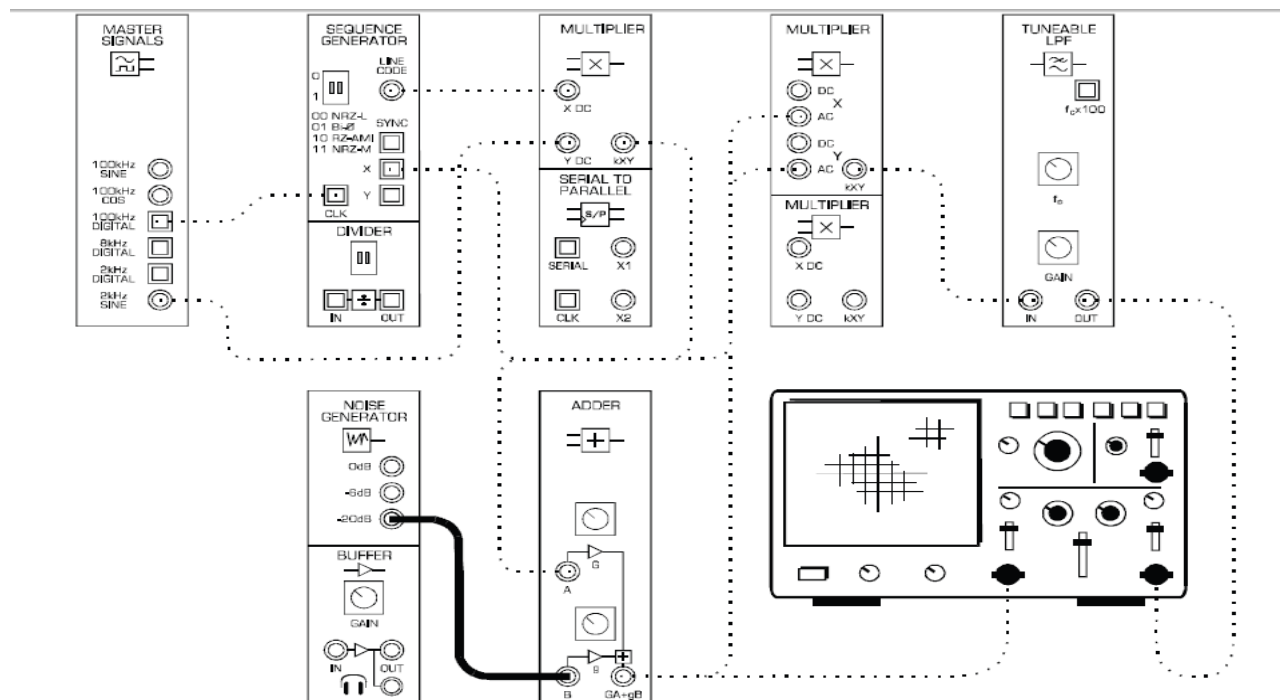 MASTER
SIGNALS
100kHz
SINE
100kHz
COS
100kHz
DIGITAL
8kHz
DIGITAL
2kHz
DIGITAL
2kHz
SINE
SEQUENCE
GENERATOR
LINE
CODE
0
1
00 NRZ-L
01 Bi-Ø
10 RZ-AMI
11 NRZ-M
SYNC
X
Y
CLK
DIVIDER
÷
IN
OUT
MULTIPLIER
X
X DC
Y DC
kXY
SERIAL TO
PARALLEL
S/P
SERIAL
X1
CLK
X2
MULTIPLIER
X
DC
X
AC
DC
Y
AC
kXY
MULTIPLIER
X
X DC
Y DC
kXY
TUNEABLE
LPF
fcx100
fc
GAIN
IN
OUT
NOISE
GENERATOR
0dB
-6dB
-20dB
BUFFER
GAIN
IN
OUT
ADDER
+
G
A
g
+
B
GA+gB